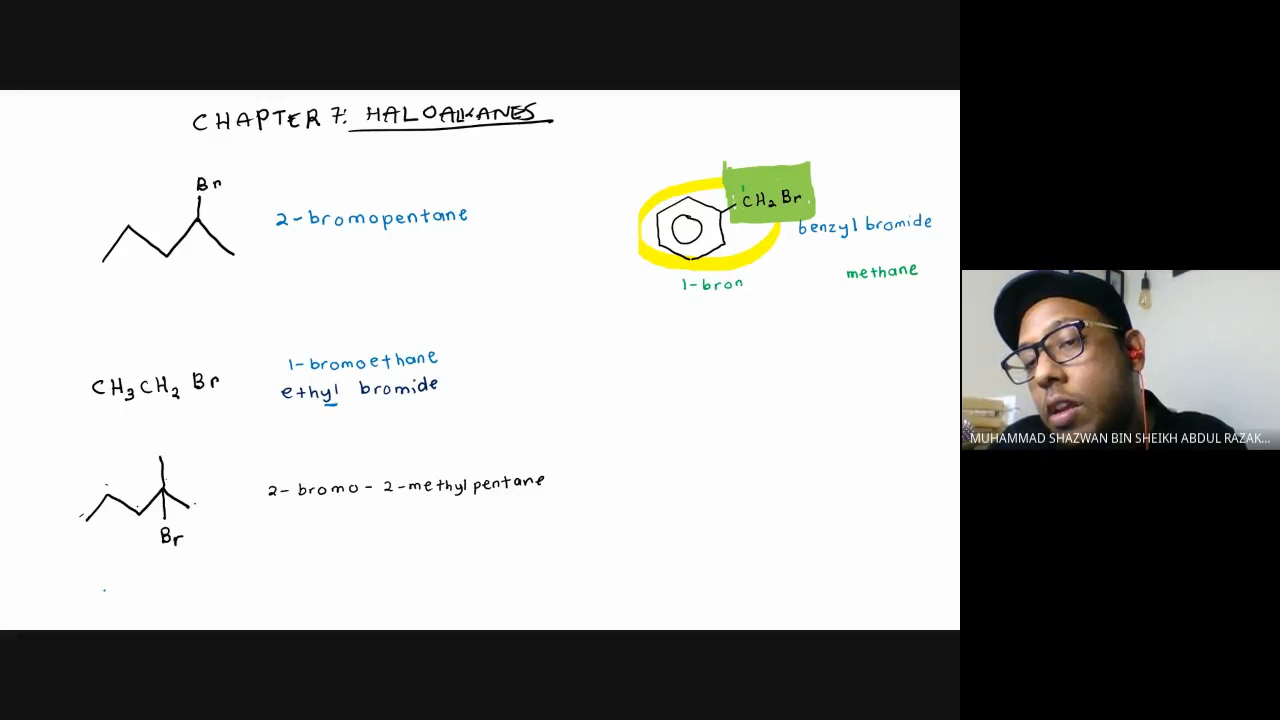 CHAPTER 7: HALOALKANES
Br
2-bromopentane
CH2Br
benzyl bromide
1-brom
methane
1-bromoethane
CH3CH2 Br
ethyl bromide
2-bromo-2-methylpentane
Br
MUHAMMAD SHAZWAN BIN SHEIKH ABDUL RAZAK...